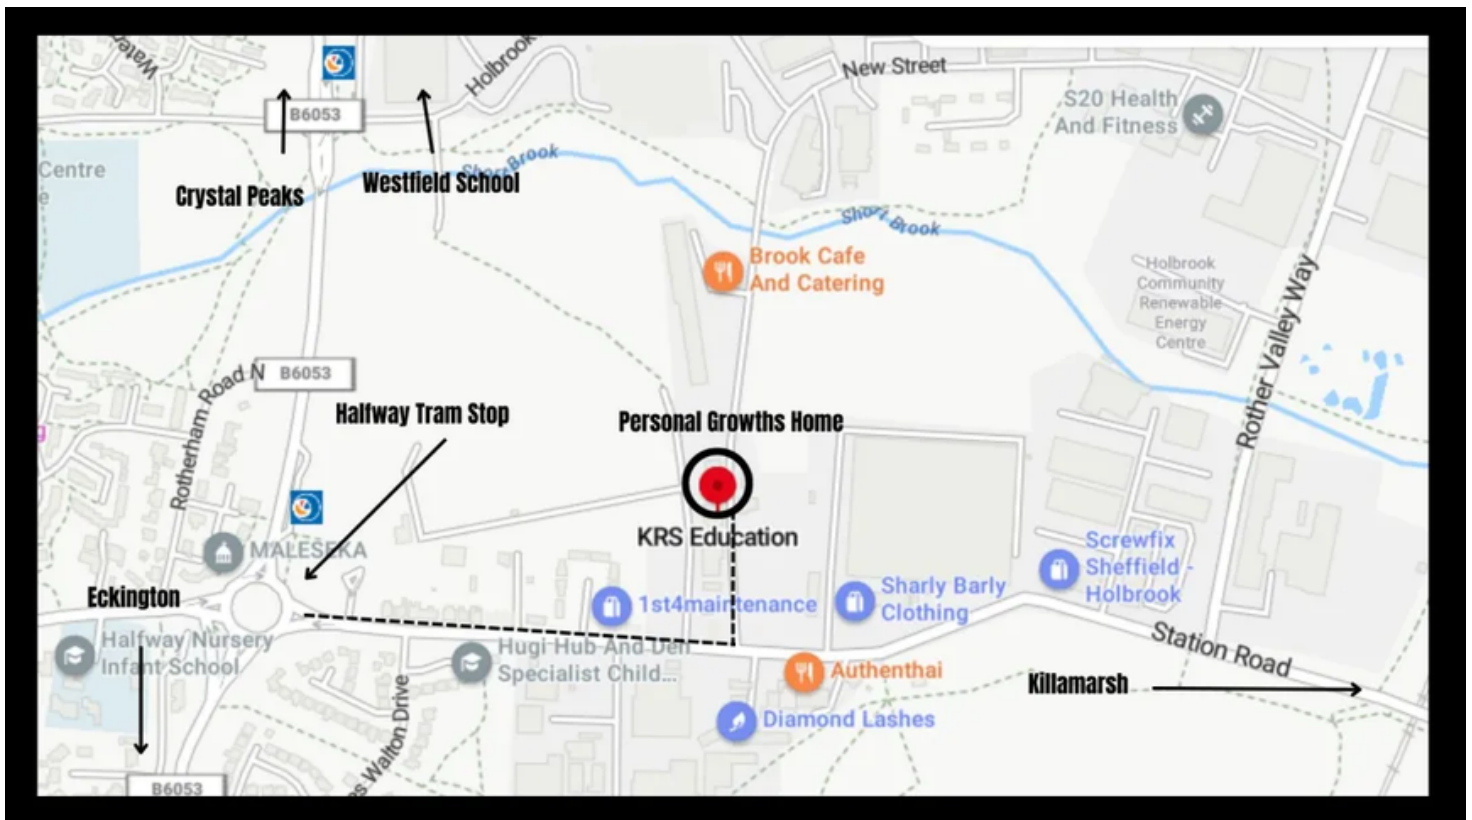 Water
Holbrook
New Street
B6053
S20 Health
And Fitness
Centre
e
Short Brook
Westfield School
Crystal Peaks
Short Brook
Brook Cafe
And Catering
Holbrook
Community
Renewable
Energy
Centre
Rother Valley Way
Rotherham Road N
B6053
Halfway Tram Stop
Personal Growths Home
g
KRS Education
MALESEKA
Screwfix
Sheffield -
Holbrook
Sharly Barly
Clothing
1st4maintenance
Eckington
Halfway Nursery
Infant School
Hugi Hub And Den
Specialist Child...
Station Road
Authenthai
Killamarsh
Diamond Lashes
es Walton Drive
B6053